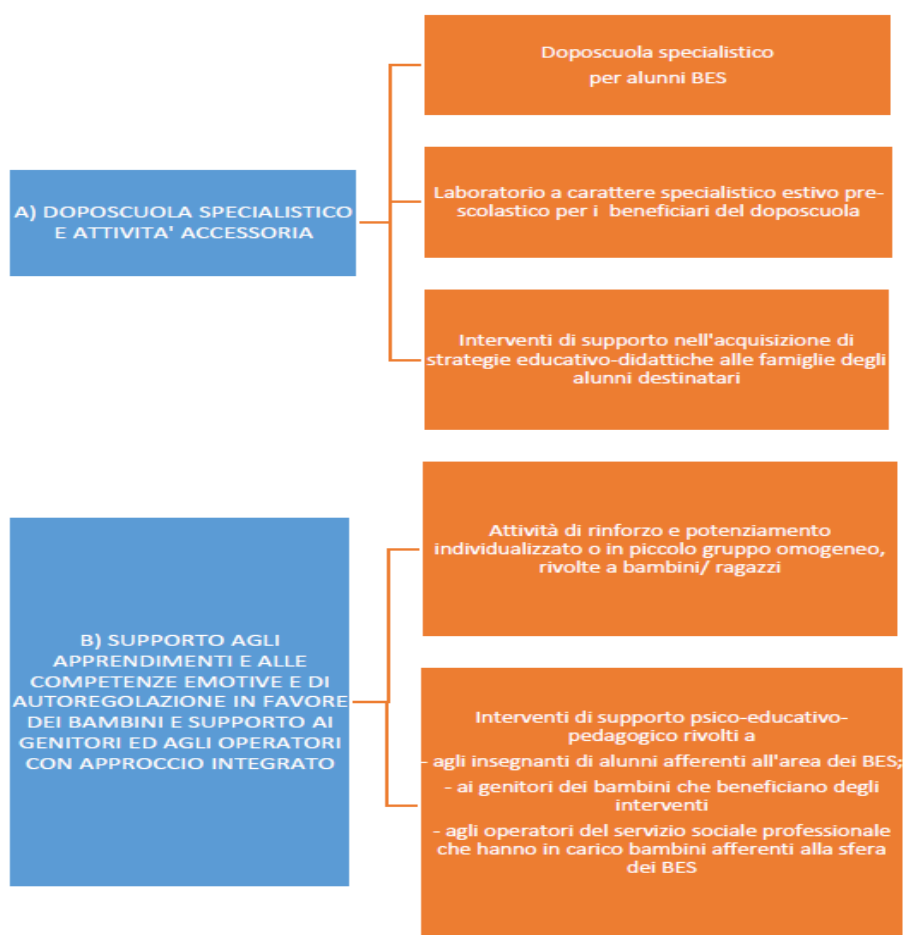 A) DOPOSCUOLA SPECIALISTICO
E ATTIVITA' ACCESSORIA
Doposcuola specialistico
per alunni BES
Laboratorio a carattere specialistico estivo pre-
scolastico per i  beneficiari del doposcuola
Interventi di supporto nell'acquisizione di
strategie educativo-didattiche alle famiglie degli
alunni destinatari
B) SUPPORTO AGLI
APPRENDIMENTI E ALLE
COMPETENZE EMOTIVE E DI
AUTOREGOLAZIONE IN FAVORE
DEI BAMBINI E SUPPORTO AI
GENITORI ED AGLI OPERATORI
CON APPROCCIO INTEGRATO
Attività di rinforzo e potenziamento
individualizzato o in piccolo gruppo omogeneo,
rivolte a bambini/ ragazzi
Interventi di supporto psico-educativo-
pedagogico rivolti a
- agli insegnanti di alunni afferenti all'area dei BES;
- ai genitori dei bambini che beneficiano degli
interventi
- agli operatori del servizio sociale professionale
che hanno in carico bambini afferenti alla sfera
dei BES